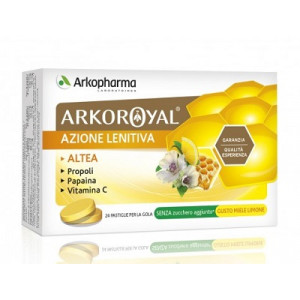 Arkopharma
LABORATOIRES
ARKOROYAL®
AZIONE LENITIVA
GARANZIA
QUALITÀ
ESPERIENZA
ALTEA
Propoli
Papaina
Vitamina C
24 PASTIGLIE PER LA GOLA
SENZA zucchero aggiunto*
GUSTO MIELE LIMONE